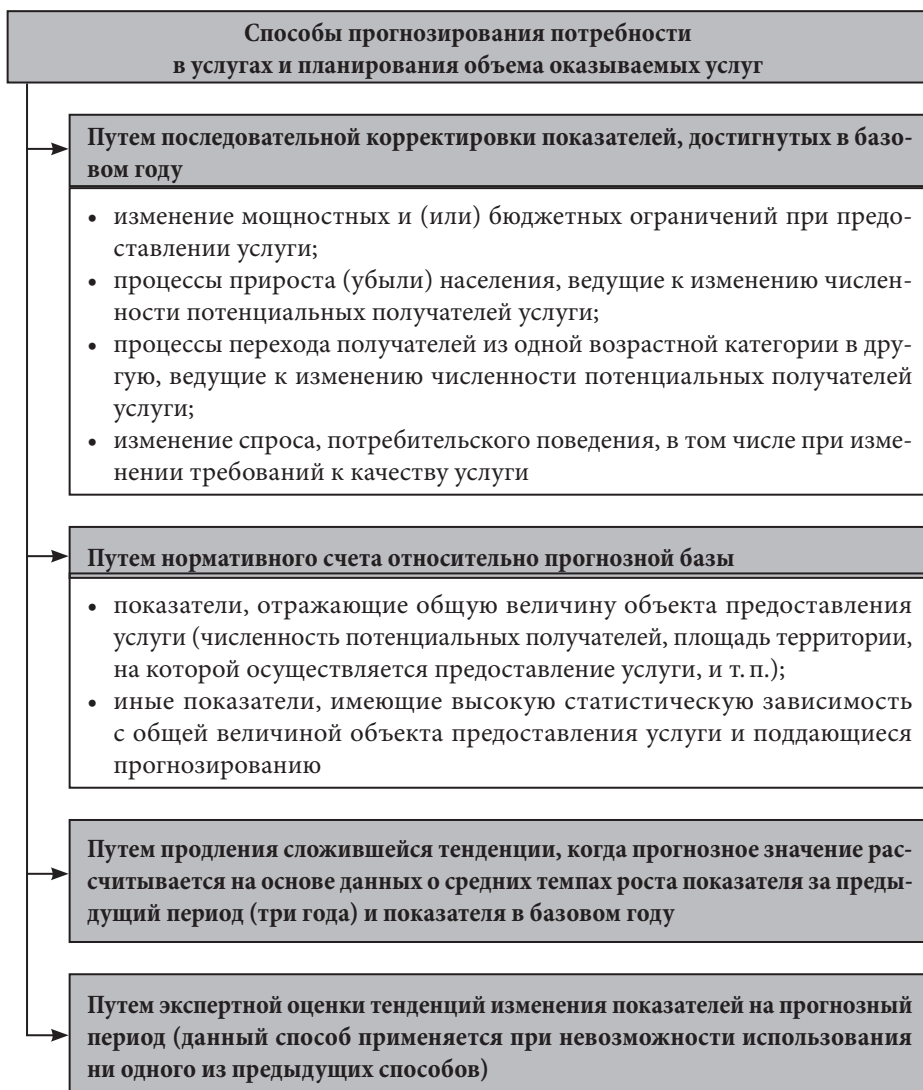 Способы прогнозирования потребности
в услугах и планирования объема оказываемых услуг
Путем последовательной корректировки показателей, достигнутых в базо-
вом году
• изменение мощностных и (или) бюджетных ограничений при предо-
ставлении услуги;
• процессы прироста (убыли) населения, ведущие к изменению числен-
ности потенциальных получателей услуги;
• процессы перехода получателей из одной возрастной категории в дру-
гую, ведущие к изменению численности потенциальных получателей
услуги;
• изменение спроса, потребительского поведения, в том числе при изме-
нении требований к качеству услуги
Путем нормативного счета относительно прогнозной базы
• показатели, отражающие общую величину объекта предоставления
услуги (численность потенциальных получателей, площадь территории,
на которой осуществляется предоставление услуги, и т. п.);
• иные показатели, имеющие высокую статистическую зависимость
с общей величиной объекта предоставления услуги и поддающиеся
прогнозированию
Путем продления сложившейся тенденции, когда прогнозное значение рас-
считывается на основе данных о средних темпах роста показателя за преды-
дущий период (три года) и показателя в базовом году
Путем экспертной оценки тенденций изменения показателей на прогнозный
период (данный способ применяется при невозможности использования
ни одного из предыдущих способов)